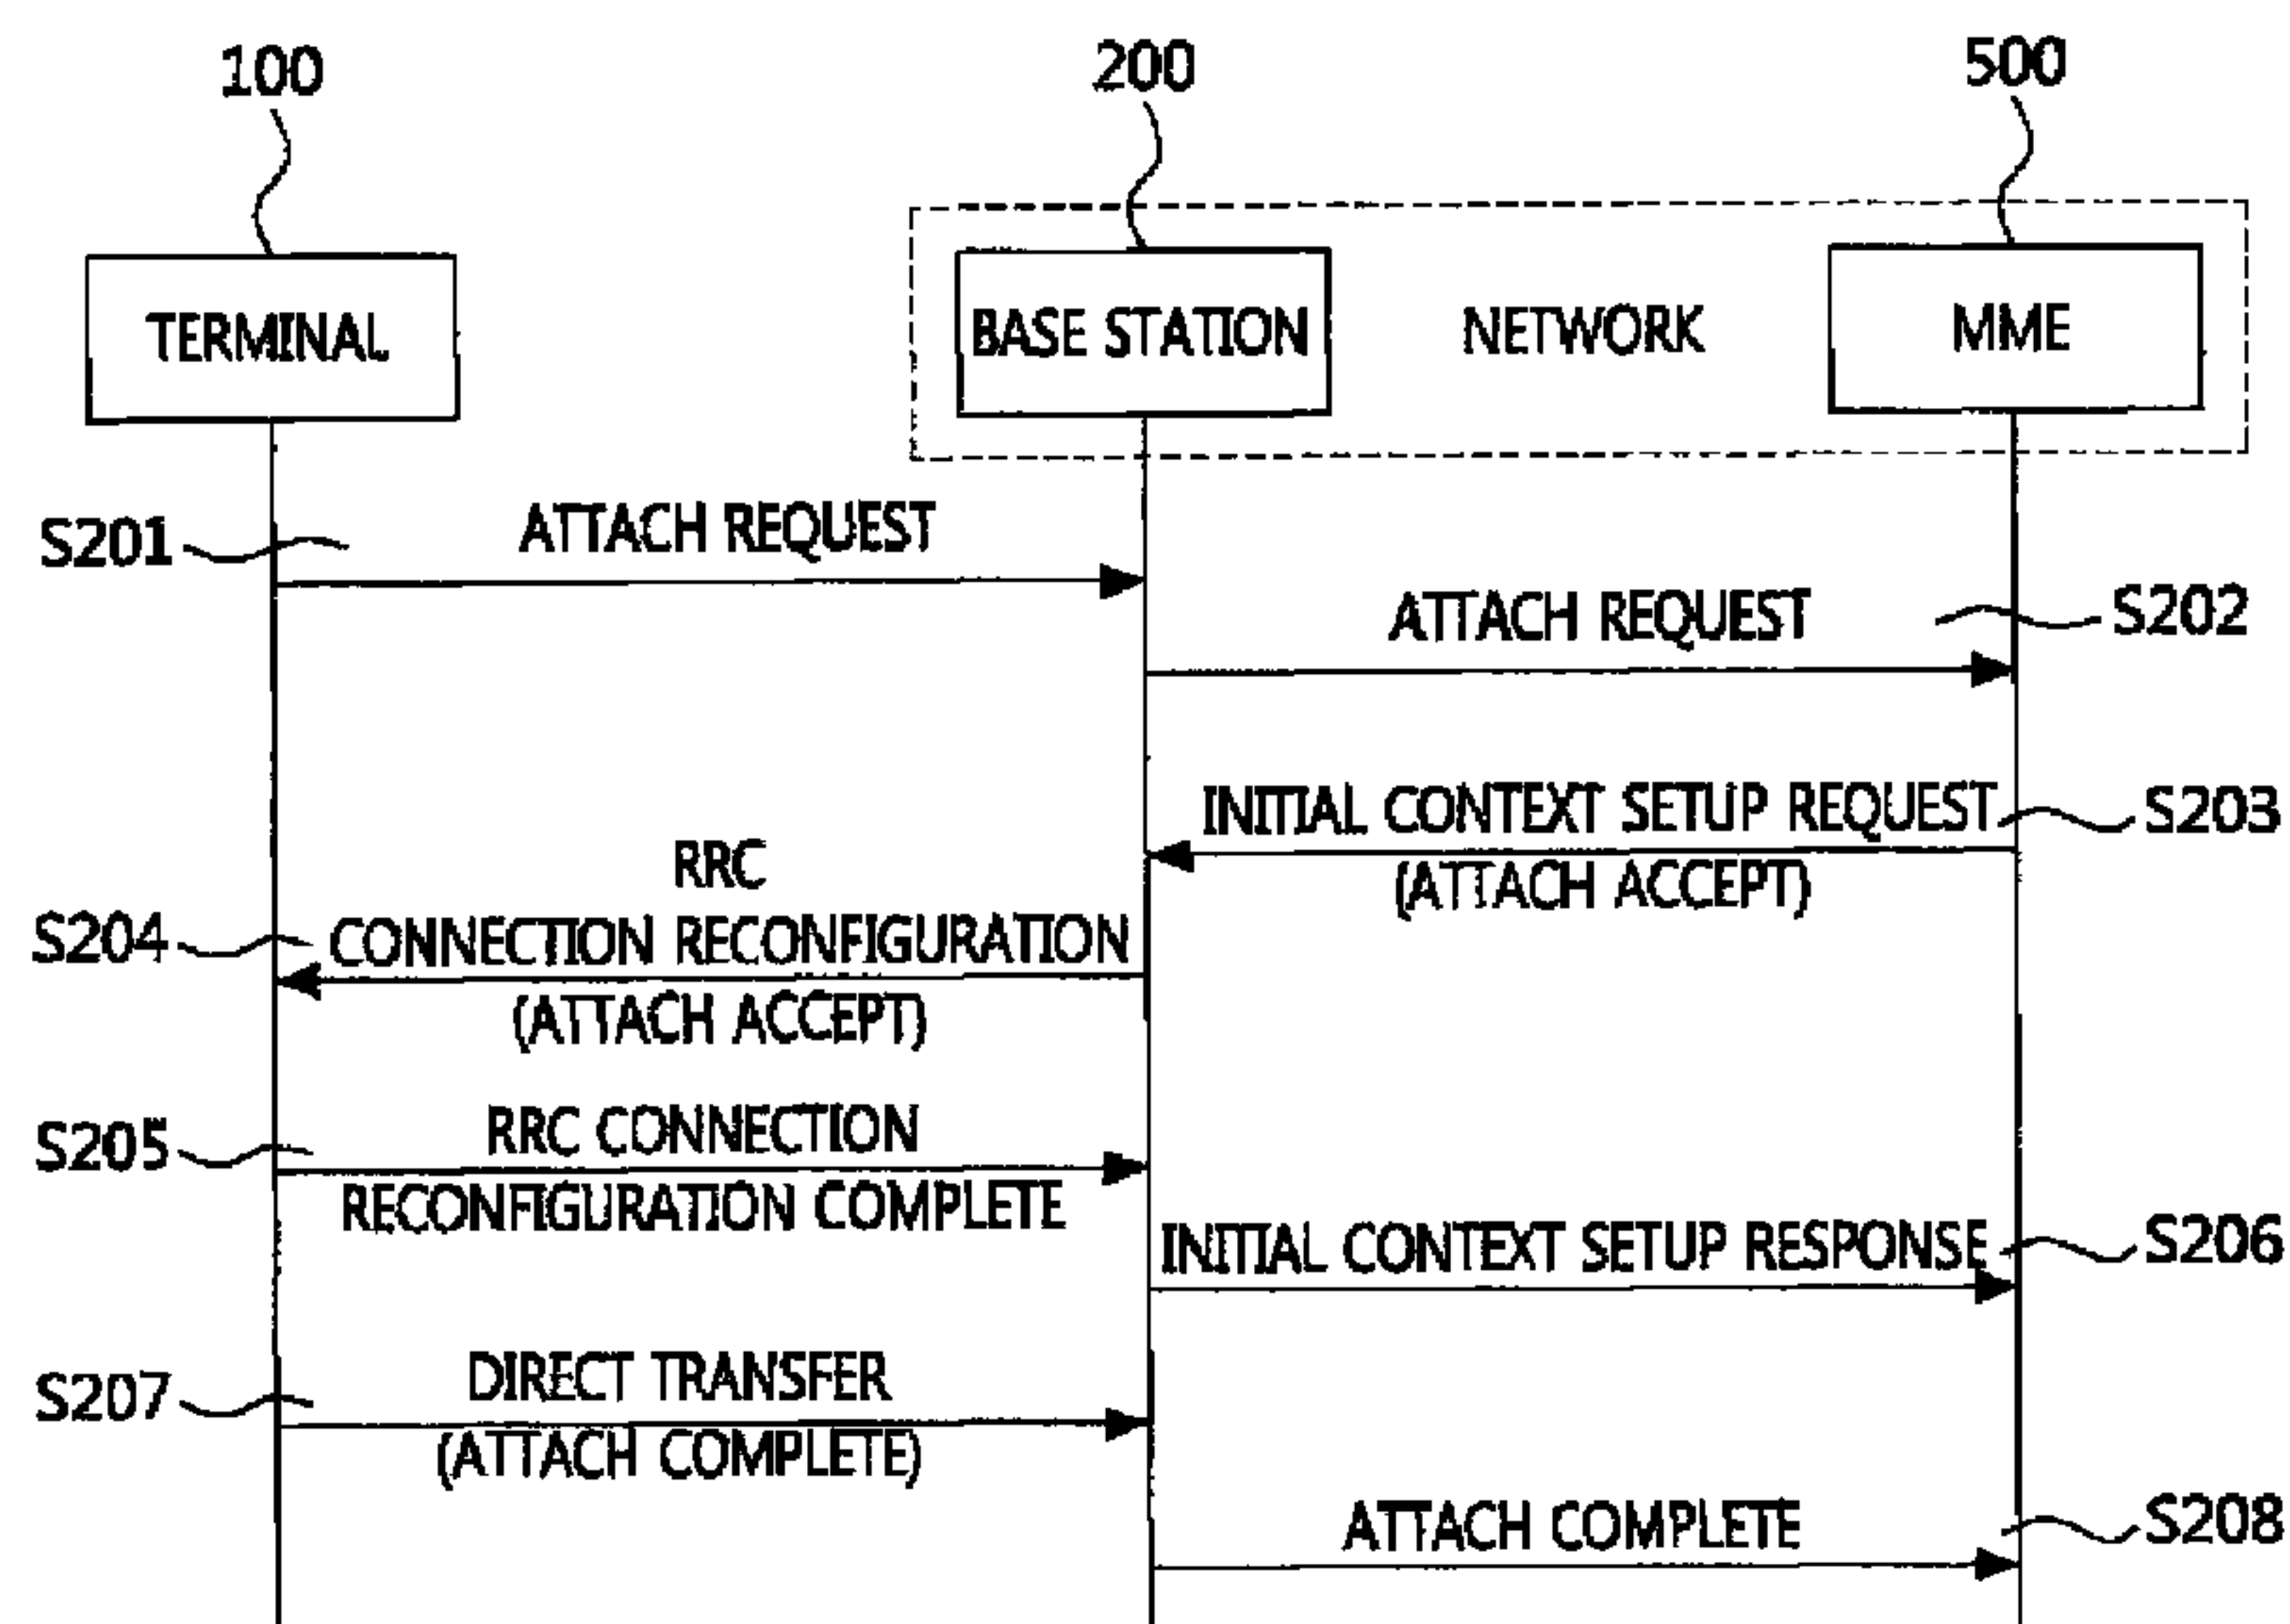 100
200
500
TERMINAL
BASE STATION
NETWORK
MME
S201
ATTACH REQUEST
ATTACH REQUEST
S202
INITIAL CONTEXT SETUP REQUEST
S203
(ATTACH ACCEPT)
RRC
S204
CONNECTION RECONFIGURATION
(ATTACH ACCEPT)
S205
RRC CONNECTION
RECONFIGURATION COMPLETE
INITIAL CONTEXT SETUP RESPONSE
S206
S207
DIRECT TRANSFER
(ATTACH COMPLETE)
ATTACH COMPLETE
S208